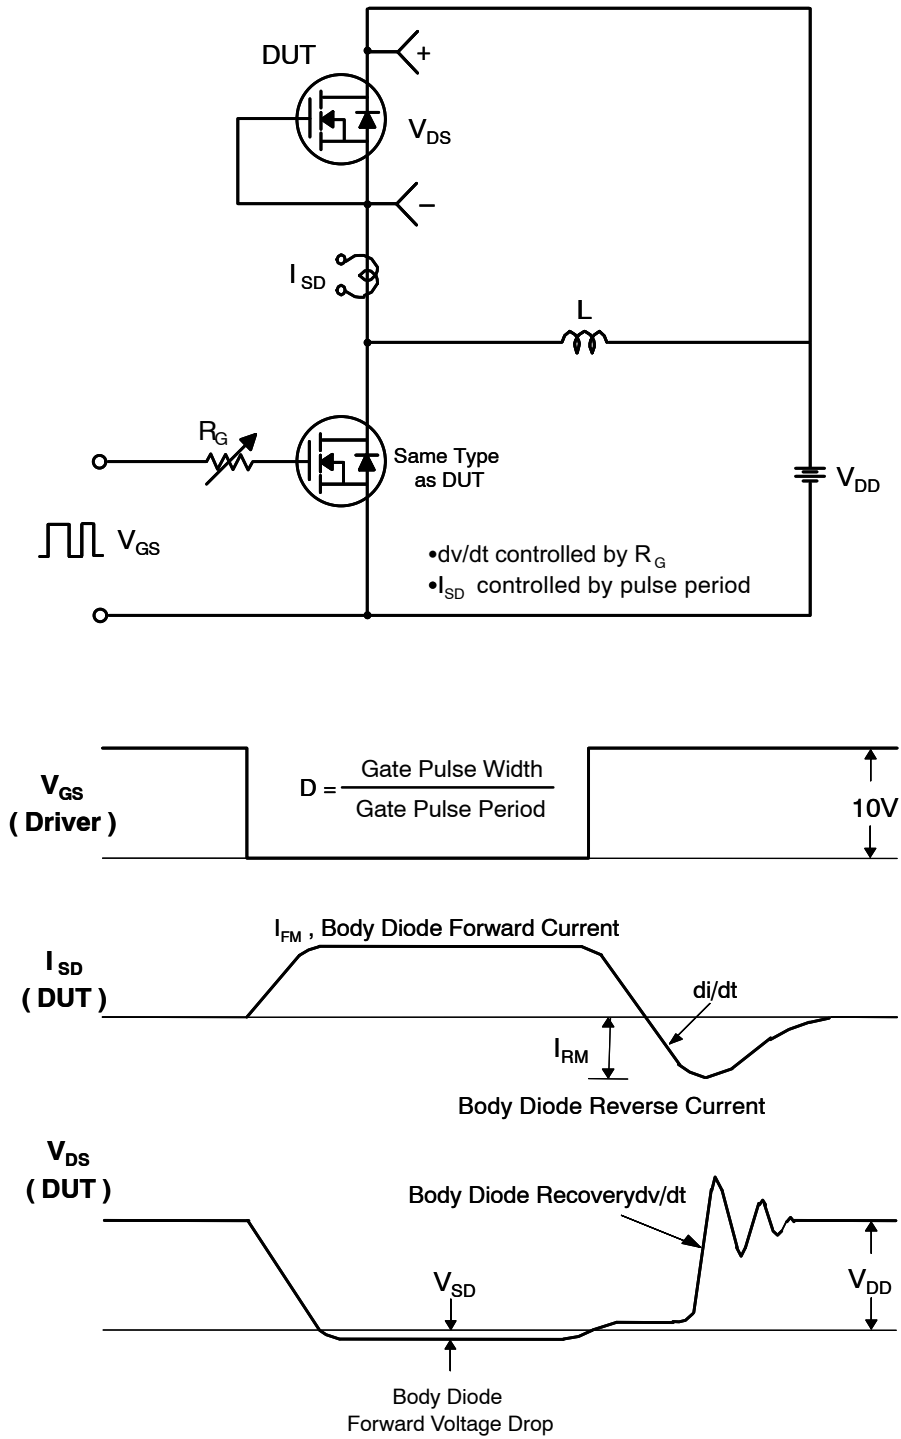 DUT
+
V_DS
−
I_SD
L
R_G
Same Type
as DUT
V_DD
V_GS
•dv/dt controlled by R_G
•I_SD controlled by pulse period
V_GS
( Driver )
D = Gate Pulse Width
Gate Pulse Period
10V
I_FM , Body Diode Forward Current
I_SD
( DUT )
di/dt
I_RM
Body Diode Reverse Current
V_DS
( DUT )
Body Diode Recoverydv/dt
V_SD
V_DD
Body Diode
Forward Voltage Drop